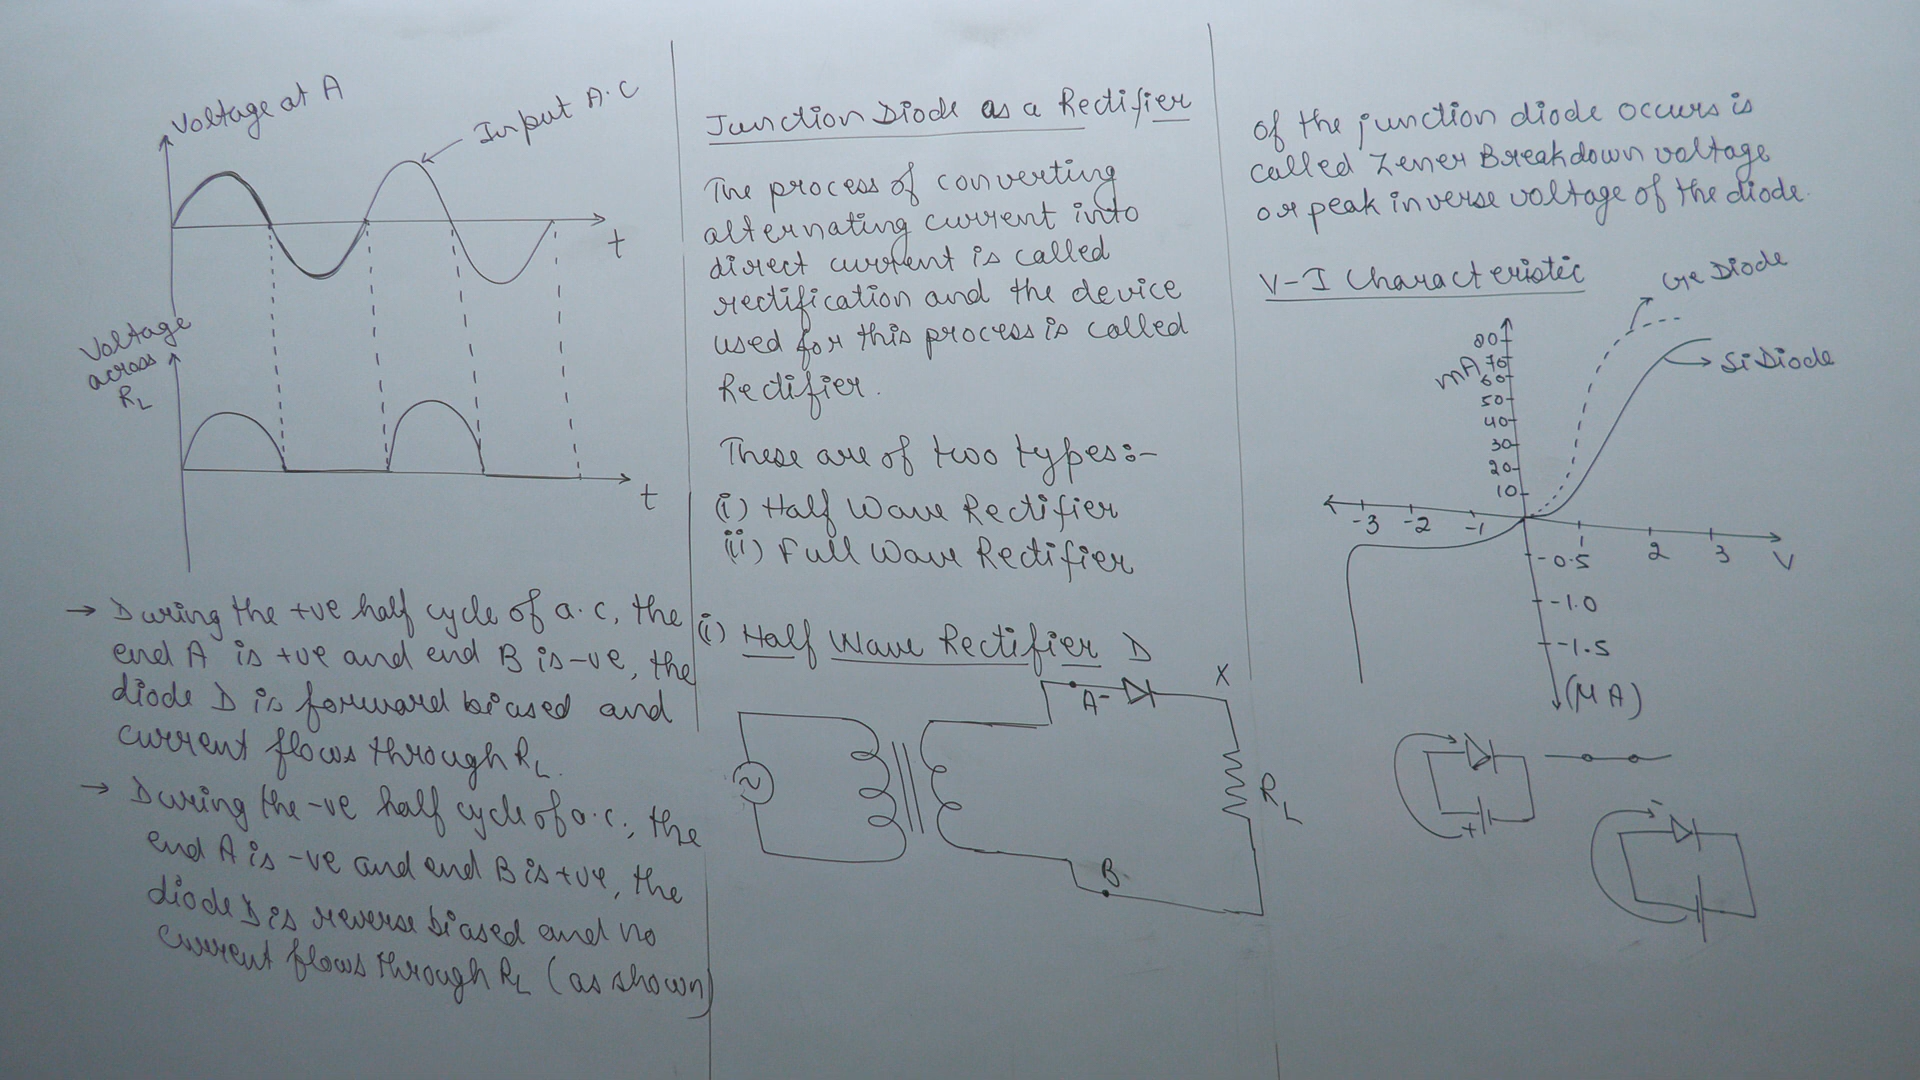 Voltage at A
Input A.C
t
Voltage
across
RL
t
→ During the +ve half cycle of a.c, the
end A is +ve and end B is -ve, the
diode D is forward biased and
current flows through RL.
→ During the -ve half cycle of a.c., the
end A is -ve and end B is +ve, the
diode D is reverse biased and no
current flows through RL (as shown)
Junction Diode as a Rectifier
The process of converting
alternating current into
direct current is called
rectification and the device
used for this process is called
Rectifier.
These are of two types:-
(i) Half Wave Rectifier
(ii) Full Wave Rectifier
(i) Half Wave Rectifier
D
X
A-
~
RL
B.
of the junction diode occurs is
called Zener Breakdown voltage
or peak inverse voltage of the diode.
V-I Characteristic
Ge Diode
Si Diode
mA
80
70
60
50
40
30
20
10
-3 -2 -1 1 2 3 V
-0.5
-1.0
-1.5
(μA)
+
-